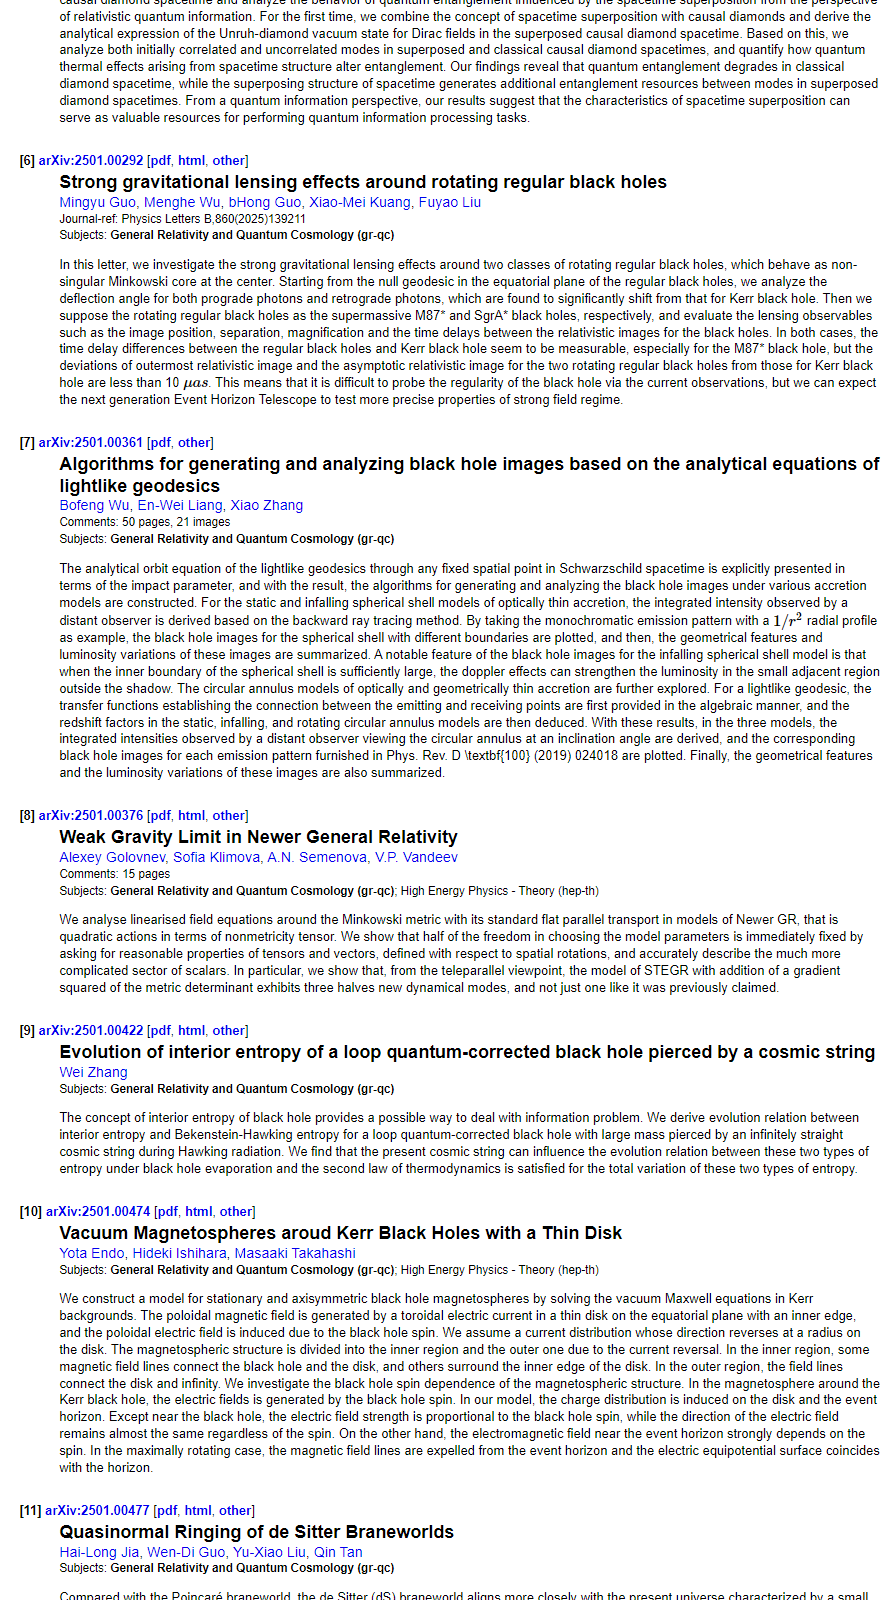 causal diamond spacetime and analyze the behavior of quantum entanglement influenced by the spacetime superposition from the perspective
of relativistic quantum information. For the first time, we combine the concept of spacetime superposition with causal diamonds and derive the
analytical expression of the Unruh-diamond vacuum state for Dirac fields in the superposed causal diamond spacetime. Based on this, we
analyze both initially correlated and uncorrelated modes in superposed and classical causal diamond spacetimes, and quantify how quantum
thermal effects arising from spacetime structure alter entanglement. Our findings reveal that quantum entanglement degrades in classical
diamond spacetime, while the superposing structure of spacetime generates additional entanglement resources between modes in superposed
diamond spacetimes. From a quantum information perspective, our results suggest that the characteristics of spacetime superposition can
serve as valuable resources for performing quantum information processing tasks.
[6] arXiv:2501.00292 [pdf, html, other]
Strong gravitational lensing effects around rotating regular black holes
Mingyu Guo, Menghe Wu, bHong Guo, Xiao-Mei Kuang, Fuyao Liu
Journal-ref: Physics Letters B,860(2025)139211
Subjects: General Relativity and Quantum Cosmology (gr-qc)
In this letter, we investigate the strong gravitational lensing effects around two classes of rotating regular black holes, which behave as non-
singular Minkowski core at the center. Starting from the null geodesic in the equatorial plane of the regular black holes, we analyze the
deflection angle for both prograde photons and retrograde photons, which are found to significantly shift from that for Kerr black hole. Then we
suppose the rotating regular black holes as the supermassive M87* and SgrA* black holes, respectively, and evaluate the lensing observables
such as the image position, separation, magnification and the time delays between the relativistic images for the black holes. In both cases, the
time delay differences between the regular black holes and Kerr black hole seem to be measurable, especially for the M87* black hole, but the
deviations of outermost relativistic image and the asymptotic relativistic image for the two rotating regular black holes from those for Kerr black
hole are less than 10 μas. This means that it is difficult to probe the regularity of the black hole via the current observations, but we can expect
the next generation Event Horizon Telescope to test more precise properties of strong field regime.
[7] arXiv:2501.00361 [pdf, other]
Algorithms for generating and analyzing black hole images based on the analytical equations of
lightlike geodesics
Bofeng Wu, En-Wei Liang, Xiao Zhang
Comments: 50 pages, 21 images
Subjects: General Relativity and Quantum Cosmology (gr-qc)
The analytical orbit equation of the lightlike geodesics through any fixed spatial point in Schwarzschild spacetime is explicitly presented in
terms of the impact parameter, and with the result, the algorithms for generating and analyzing the black hole images under various accretion
models are constructed. For the static and infalling spherical shell models of optically thin accretion, the integrated intensity observed by a
distant observer is derived based on the backward ray tracing method. By taking the monochromatic emission pattern with a 1/r² radial profile
as example, the black hole images for the spherical shell with different boundaries are plotted, and then, the geometrical features and
luminosity variations of these images are summarized. A notable feature of the black hole images for the infalling spherical shell model is that
when the inner boundary of the spherical shell is sufficiently large, the doppler effects can strengthen the luminosity in the small adjacent region
outside the shadow. The circular annulus models of optically and geometrically thin accretion are further explored. For a lightlike geodesic, the
transfer functions establishing the connection between the emitting and receiving points are first provided in the algebraic manner, and the
redshift factors in the static, infalling, and rotating circular annulus models are then deduced. With these results, in the three models, the
integrated intensities observed by a distant observer viewing the circular annulus at an inclination angle are derived, and the corresponding
black hole images for each emission pattern furnished in Phys. Rev. D \textbf{100} (2019) 024018 are plotted. Finally, the geometrical features
and the luminosity variations of these images are also summarized.
[8] arXiv:2501.00376 [pdf, html, other]
Weak Gravity Limit in Newer General Relativity
Alexey Golovnev, Sofia Klimova, A.N. Semenova, V.P. Vandeev
Comments: 15 pages
Subjects: General Relativity and Quantum Cosmology (gr-qc); High Energy Physics - Theory (hep-th)
We analyse linearised field equations around the Minkowski metric with its standard flat parallel transport in models of Newer GR, that is
quadratic actions in terms of nonmetricity tensor. We show that half of the freedom in choosing the model parameters is immediately fixed by
asking for reasonable properties of tensors and vectors, defined with respect to spatial rotations, and accurately describe the much more
complicated sector of scalars. In particular, we show that, from the teleparallel viewpoint, the model of STEGR with addition of a gradient
squared of the metric determinant exhibits three halves new dynamical modes, and not just one like it was previously claimed.
[9] arXiv:2501.00422 [pdf, html, other]
Evolution of interior entropy of a loop quantum-corrected black hole pierced by a cosmic string
Wei Zhang
Subjects: General Relativity and Quantum Cosmology (gr-qc)
The concept of interior entropy of black hole provides a possible way to deal with information problem. We derive evolution relation between
interior entropy and Bekenstein-Hawking entropy for a loop quantum-corrected black hole with large mass pierced by an infinitely straight
cosmic string during Hawking radiation. We find that the present cosmic string can influence the evolution relation between these two types of
entropy under black hole evaporation and the second law of thermodynamics is satisfied for the total variation of these two types of entropy.
[10] arXiv:2501.00474 [pdf, html, other]
Vacuum Magnetospheres aroud Kerr Black Holes with a Thin Disk
Yota Endo, Hideki Ishihara, Masaaki Takahashi
Subjects: General Relativity and Quantum Cosmology (gr-qc); High Energy Physics - Theory (hep-th)
We construct a model for stationary and axisymmetric black hole magnetospheres by solving the vacuum Maxwell equations in Kerr
backgrounds. The poloidal magnetic field is generated by a toroidal electric current in a thin disk on the equatorial plane with an inner edge,
and the poloidal electric field is induced due to the black hole spin. We assume a current distribution whose direction reverses at a radius on
the disk. The magnetospheric structure is divided into the inner region and the outer one due to the current reversal. In the inner region, some
magnetic field lines connect the black hole and the disk, and others surround the inner edge of the disk. In the outer region, the field lines
connect the disk and infinity. We investigate the black hole spin dependence of the magnetospheric structure. In the magnetosphere around the
Kerr black hole, the electric fields is generated by the black hole spin. In our model, the charge distribution is induced on the disk and the event
horizon. Except near the black hole, the electric field strength is proportional to the black hole spin, while the direction of the electric field
remains almost the same regardless of the spin. On the other hand, the electromagnetic field near the event horizon strongly depends on the
spin. In the maximally rotating case, the magnetic field lines are expelled from the event horizon and the electric equipotential surface coincides
with the horizon.
[11] arXiv:2501.00477 [pdf, html, other]
Quasinormal Ringing of de Sitter Braneworlds
Hai-Long Jia, Wen-Di Guo, Yu-Xiao Liu, Qin Tan
Subjects: General Relativity and Quantum Cosmology (gr-qc)
Compared with the Poincaré braneworld, the de Sitter (dS) braneworld aligns more closely with the present universe characterized by a small